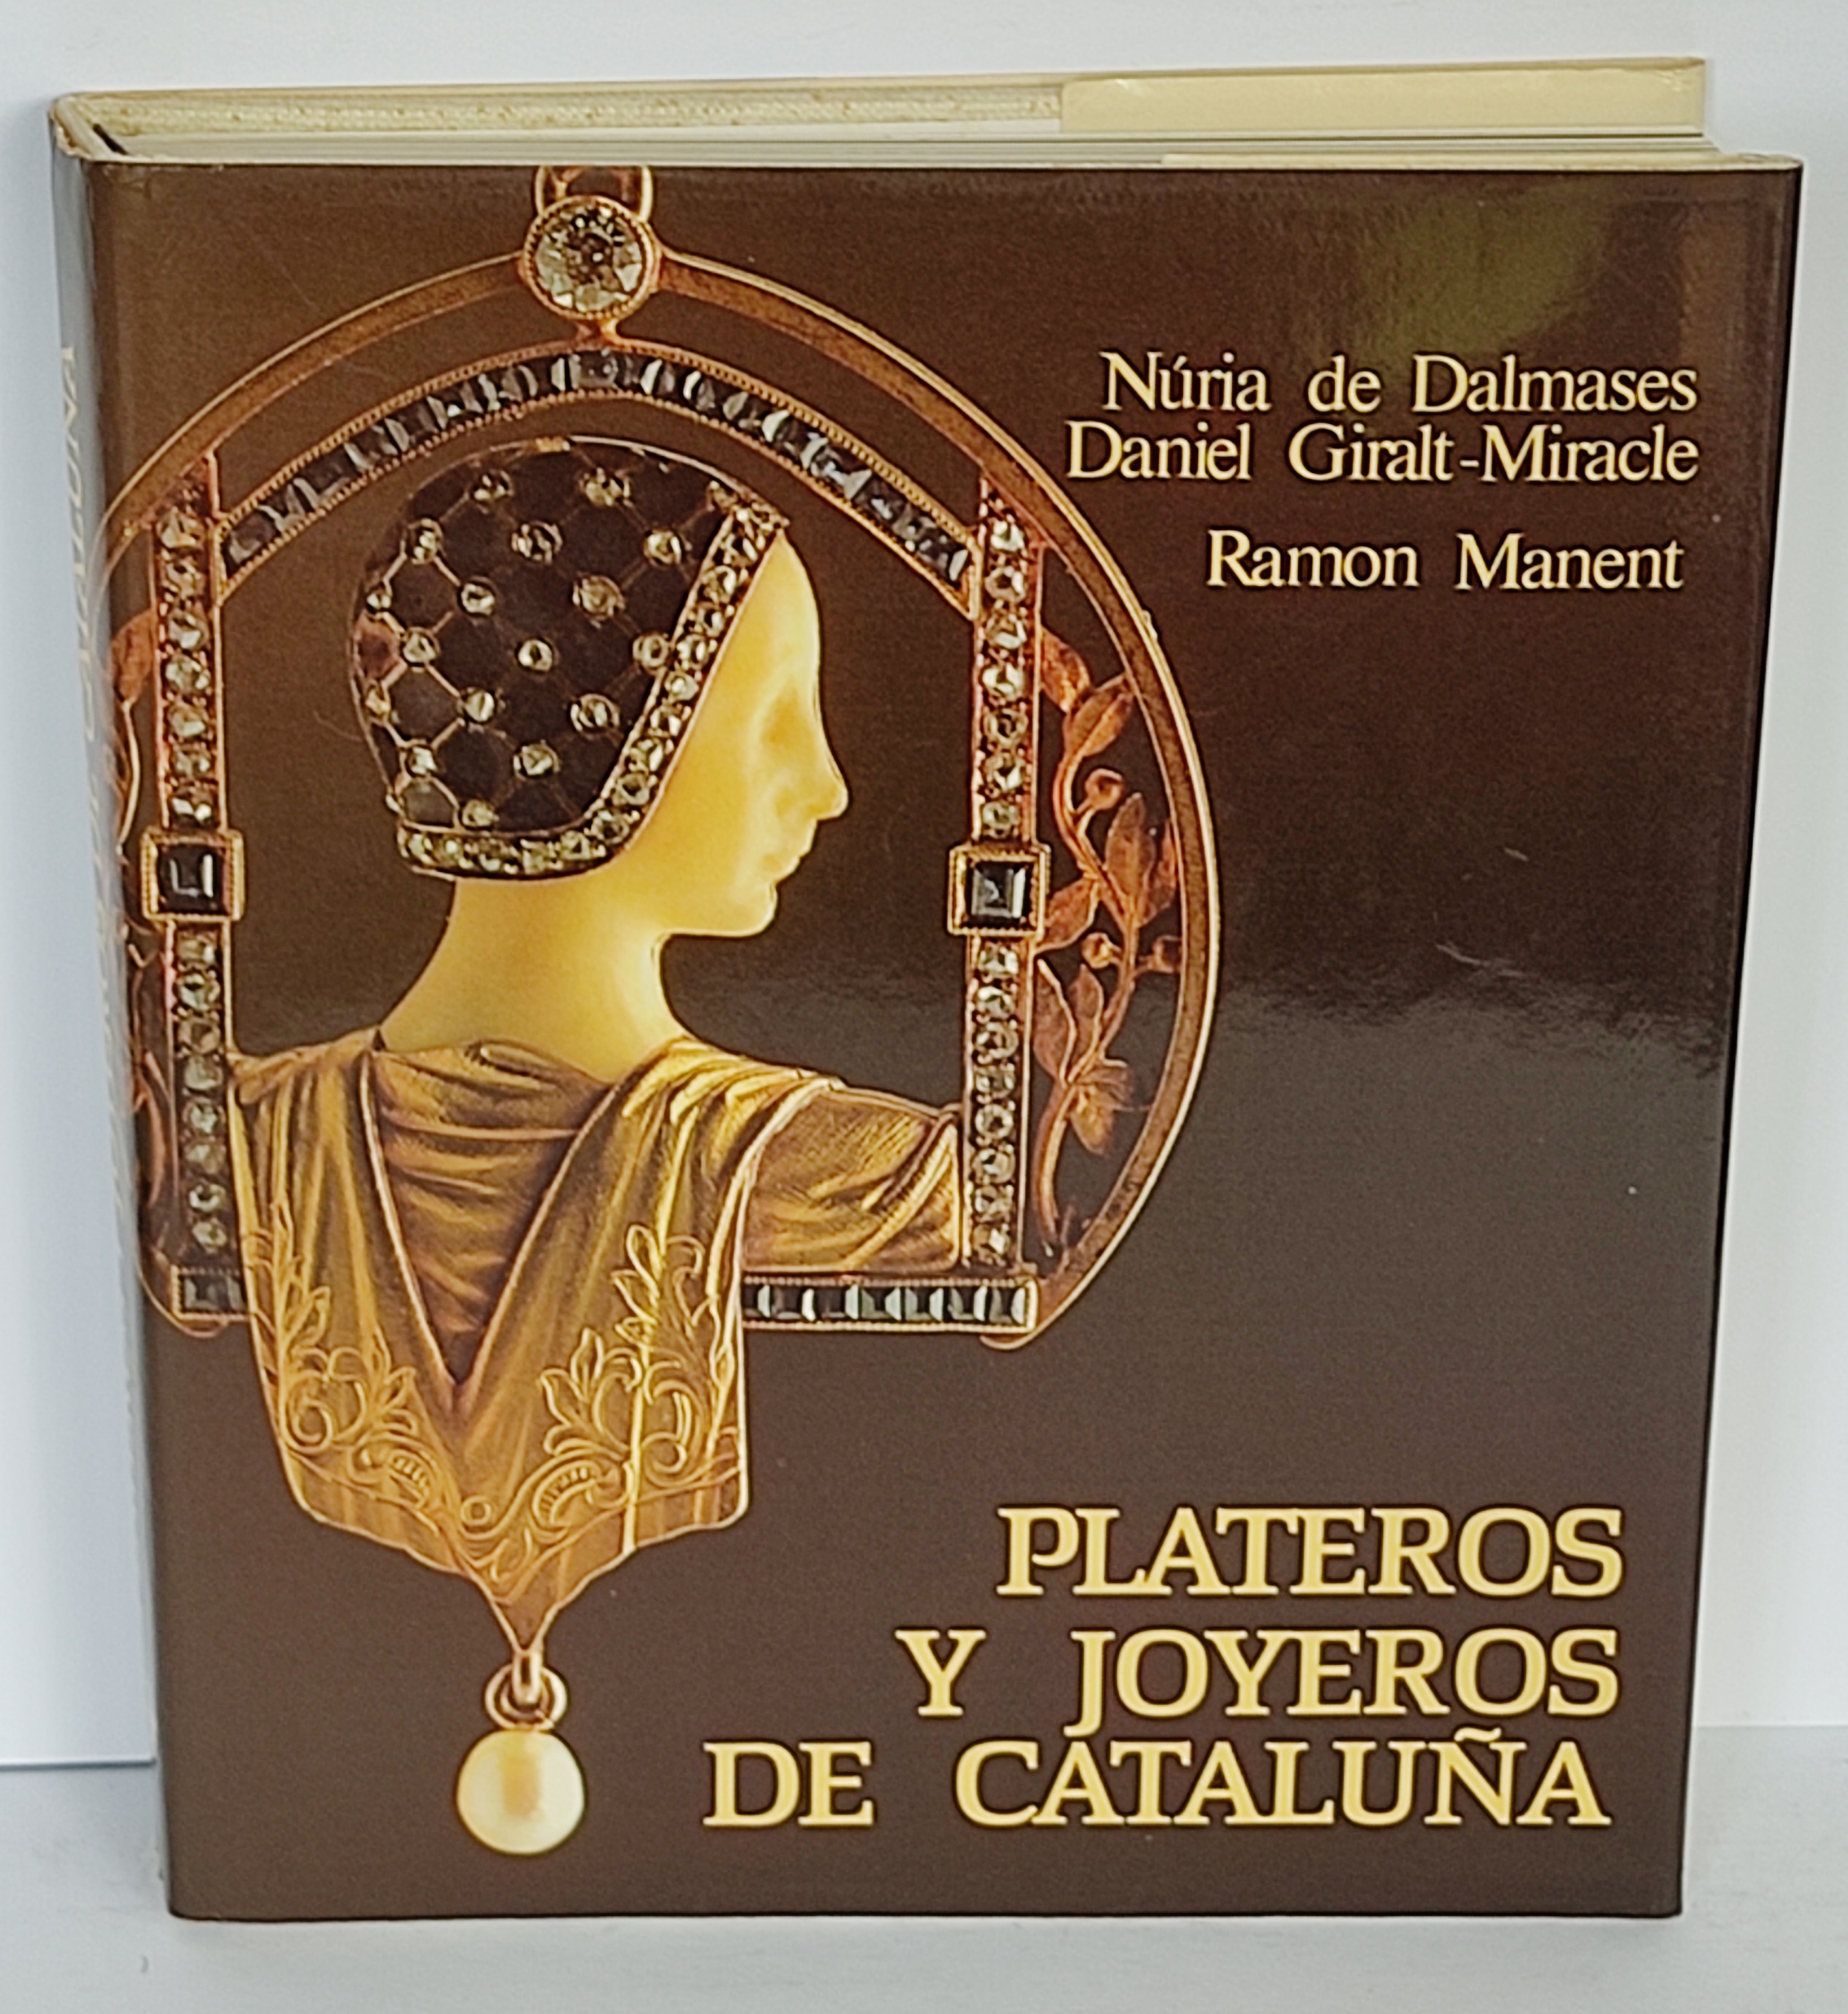 Núria de Dalmases
Daniel Giralt-Miracle
Ramon Manent
PLATEROS
Y JOYEROS
DE CATALUÑA